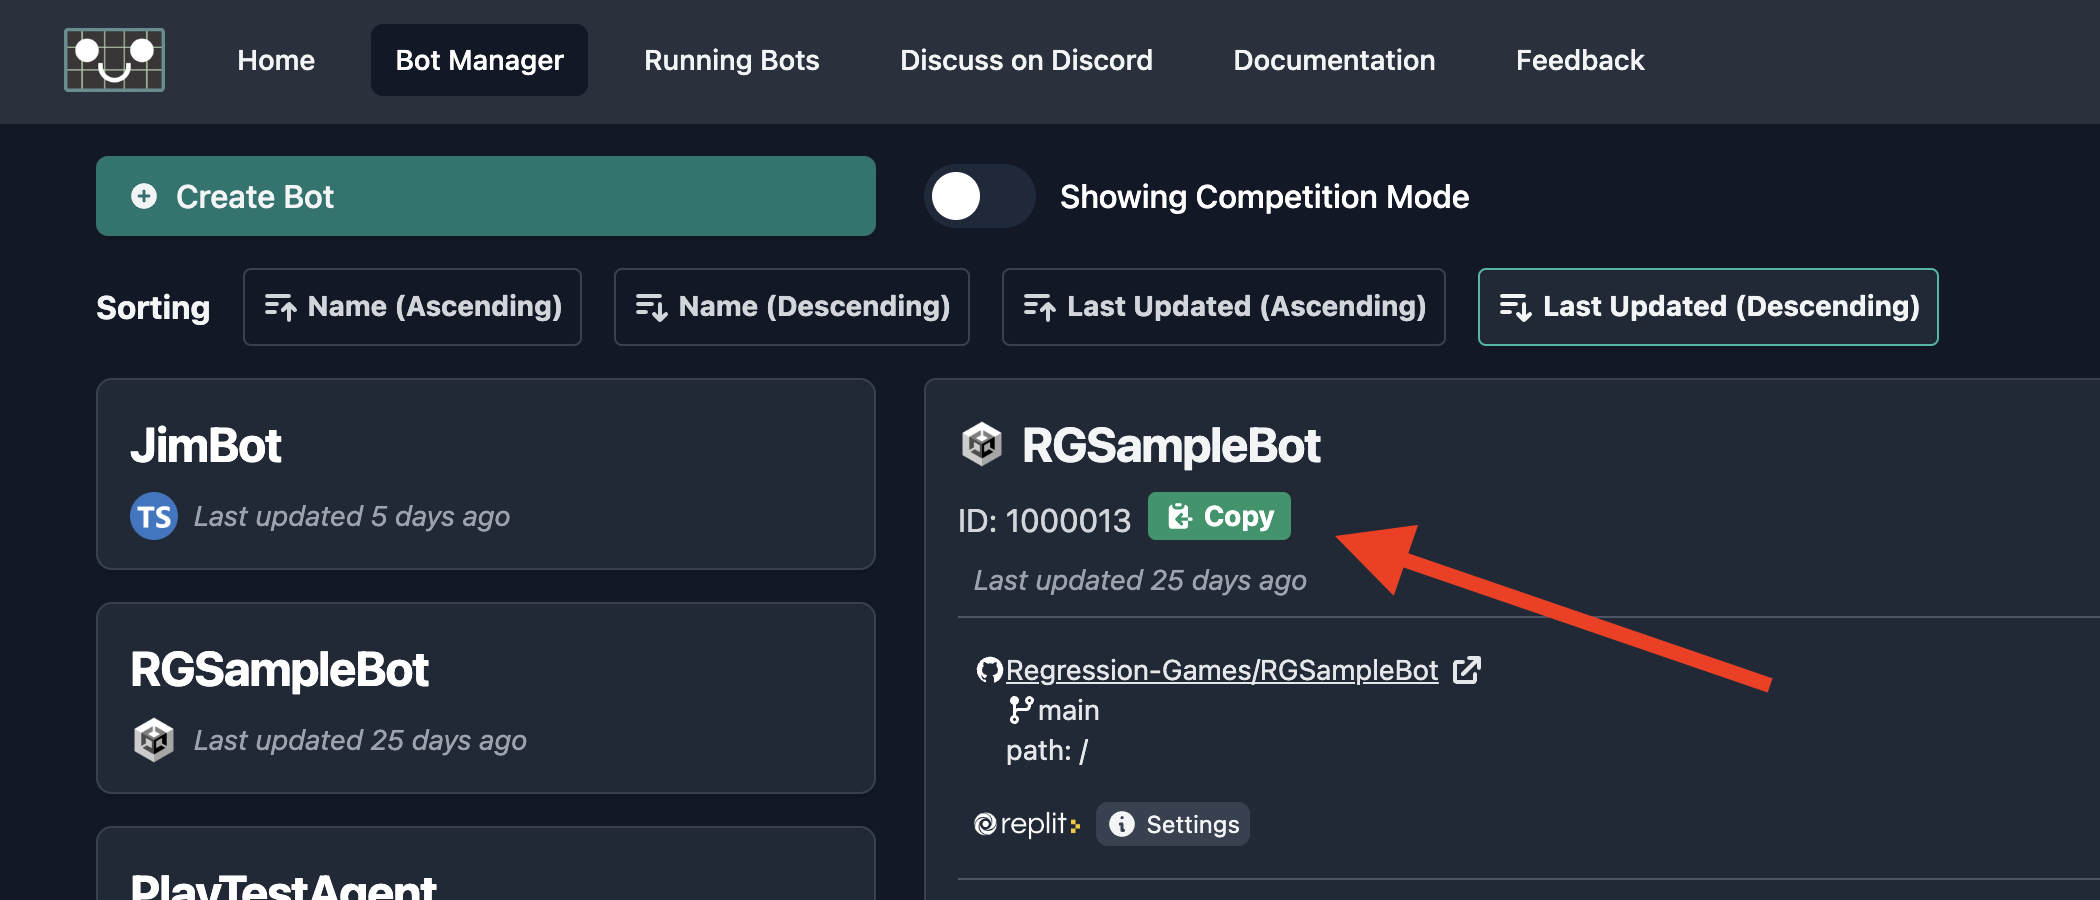 Home Bot Manager Running Bots Discuss on Discord Documentation Feedback
Create Bot
Showing Competition Mode
Sorting Name (Ascending) Name (Descending) Last Updated (Ascending) Last Updated (Descending)
JimBot
TS Last updated 5 days ago
RGSampleBot
Last updated 25 days ago
PlayTestAgent
RGSampleBot
ID: 1000013 Copy
Last updated 25 days ago
Regression-Games/RGSampleBot
main
path: /
replit Settings